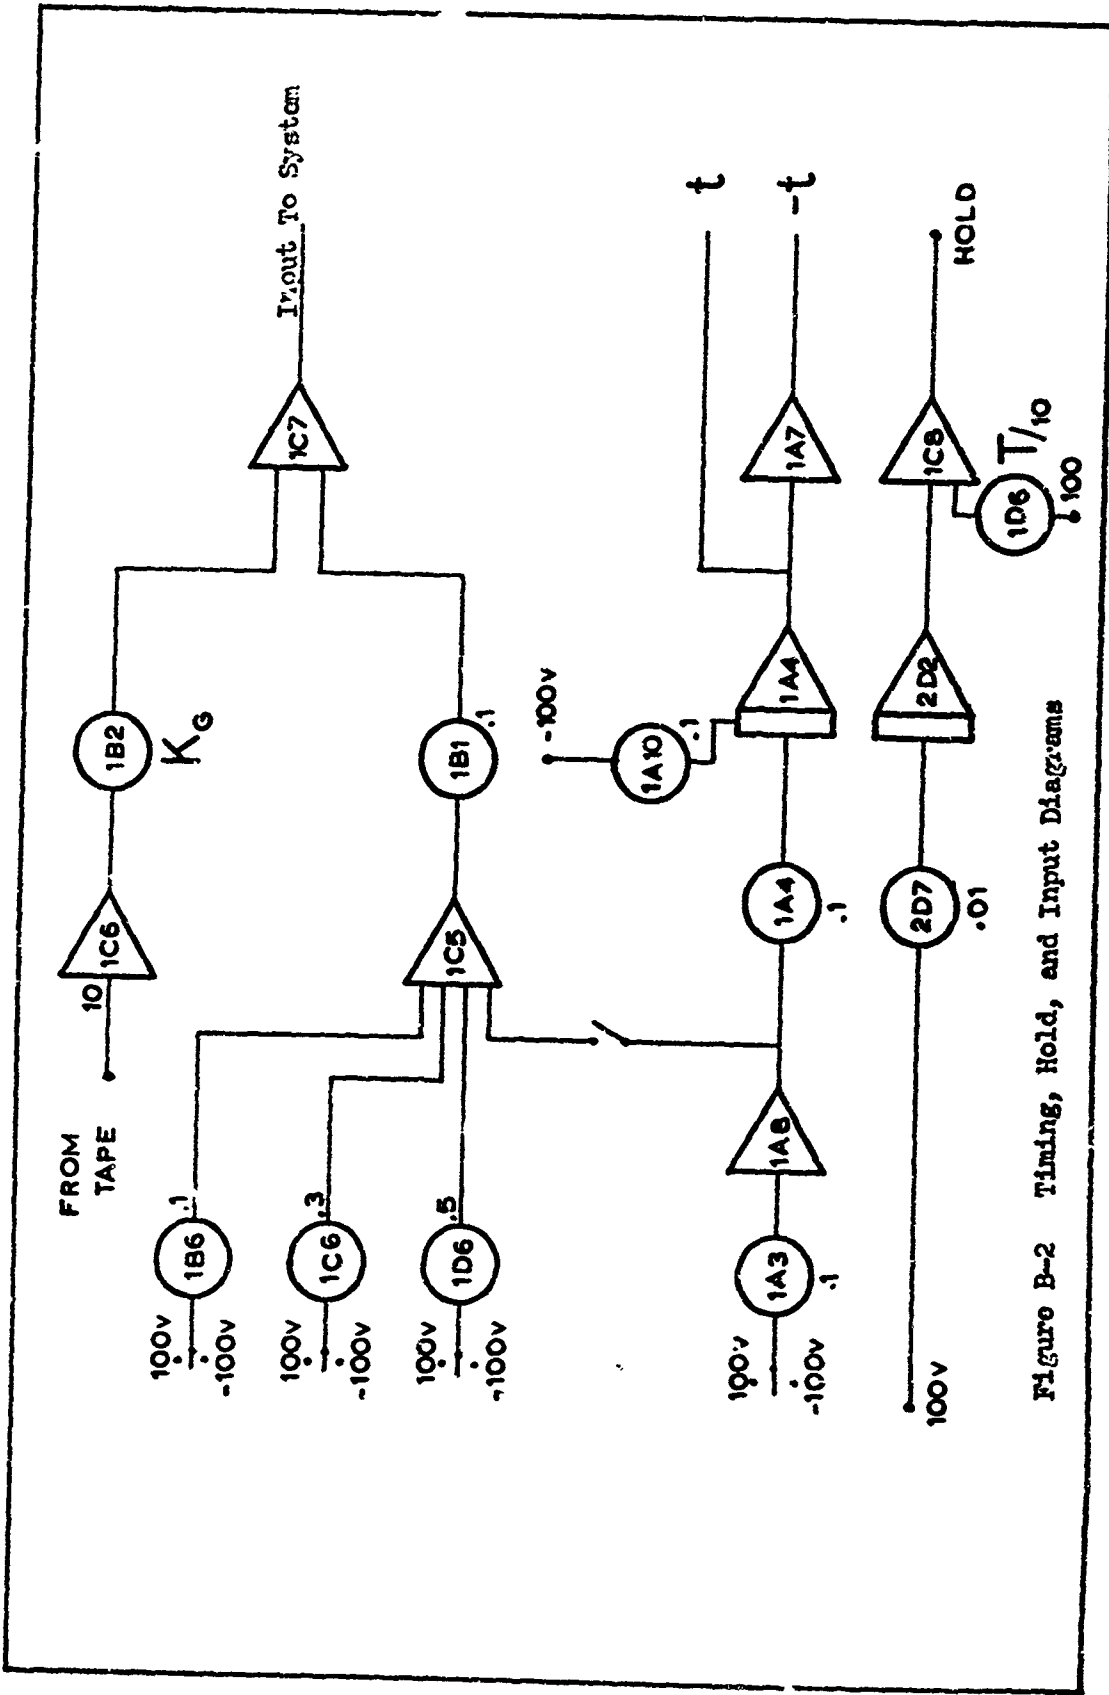 FROM
TAPE
10
1C6
1B2
K_G
1C7
Input To System
100v
-100v
1B6
.1
100v
-100v
1C6
.3
100v
-100v
1D6
.5
1C5
1B1
.1
-100v
1A10
.1
100v
-100v
1A3
.1
1A8
1A4
.1
1A4
1A7
t
-t
100v
2D7
.01
2D2
1C8
HOLD
1D6
T/10
100
Figure B-2 Timing, Hold, and Input Diagrams